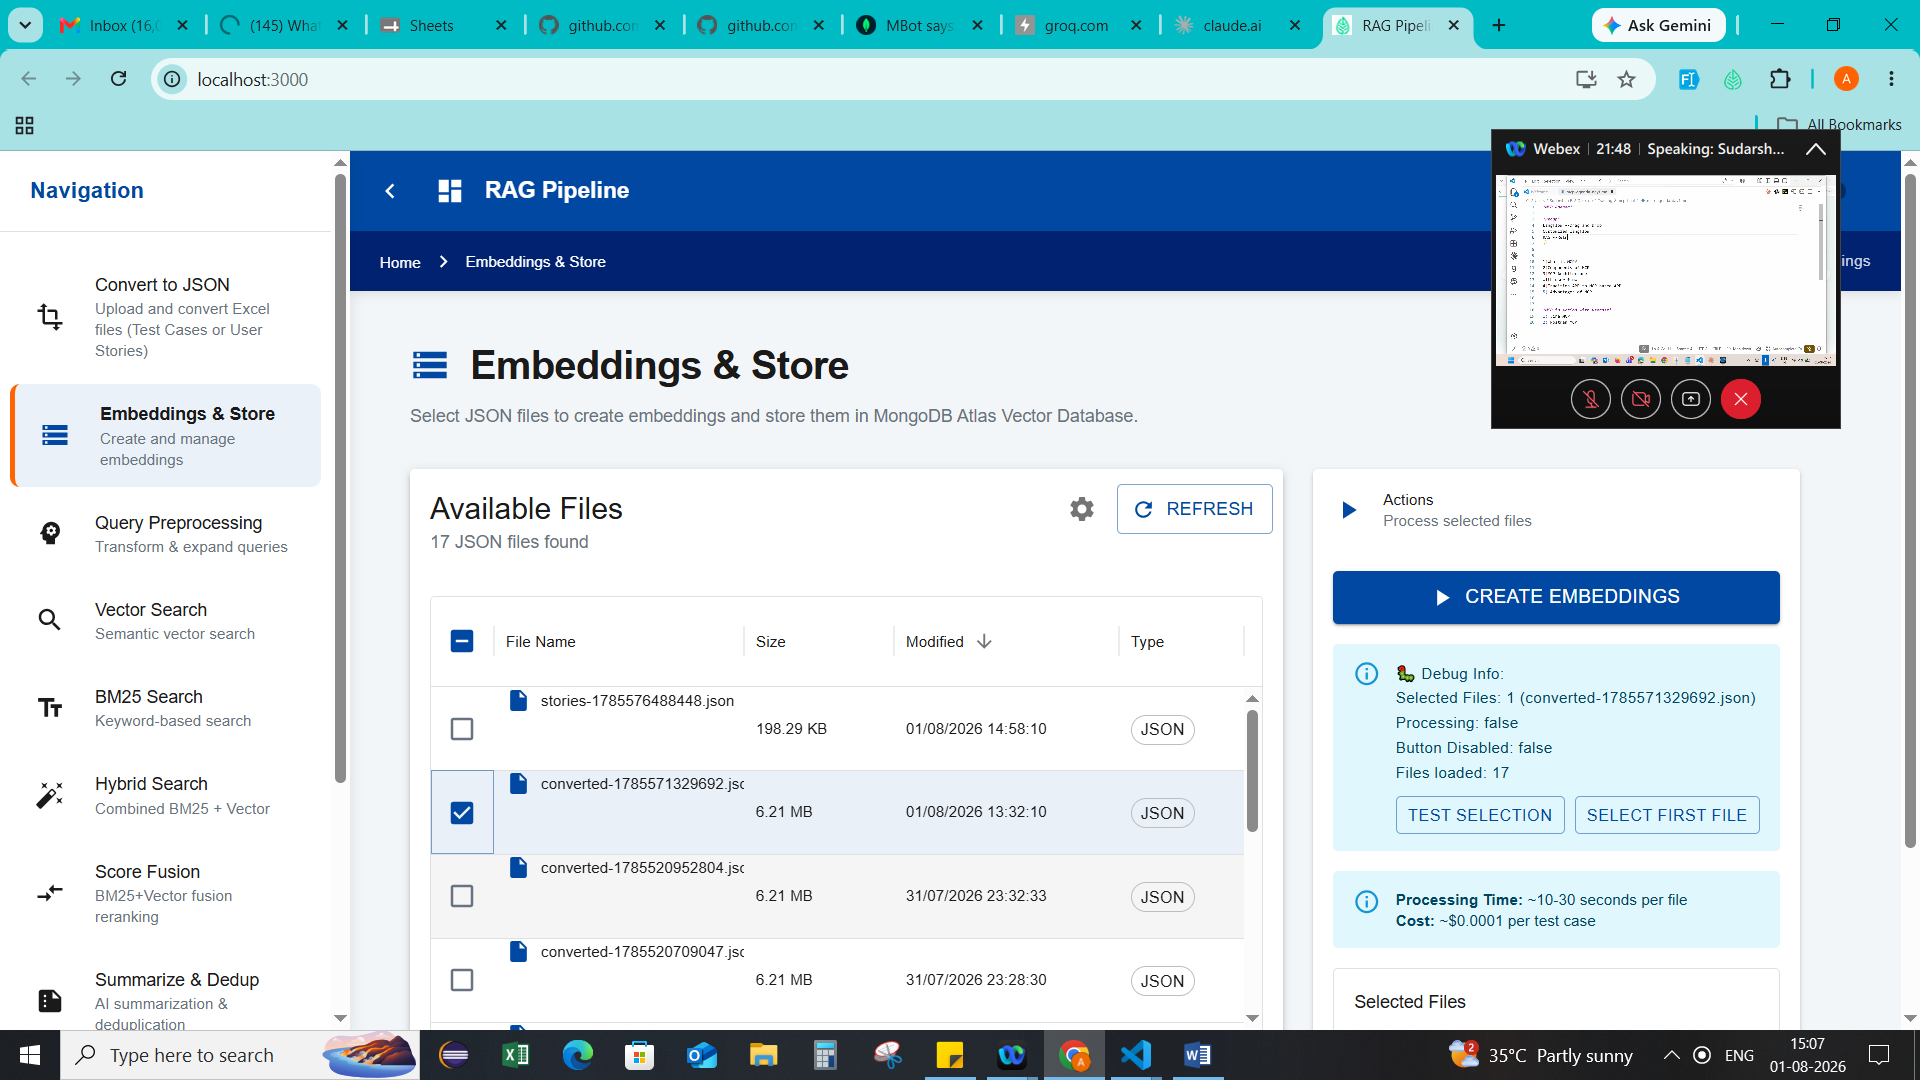 Inbox (16,0
(145) What
Sheets
github.con
github.con
MBot says
groq.com
claude.ai
RAG Pipeli
Ask Gemini
localhost:3000
A
All Bookmarks
Webex
21:48
Speaking: Sudarsh...
Navigation
RAG Pipeline
Home
Embeddings & Store
ings
Convert to JSON
Upload and convert Excel
files (Test Cases or User
Stories)
Embeddings & Store
Create and manage
embeddings
Query Preprocessing
Transform & expand queries
Vector Search
Semantic vector search
BM25 Search
Keyword-based search
Hybrid Search
Combined BM25 + Vector
Score Fusion
BM25+Vector fusion
reranking
Summarize & Dedup
AI summarization &
deduplication
Embeddings & Store
Select JSON files to create embeddings and store them in MongoDB Atlas Vector Database.
Available Files
17 JSON files found
REFRESH
File Name
Size
Modified
Type
stories-1785576488448.json
198.29 KB
01/08/2026 14:58:10
JSON
converted-1785571329692.jsc
6.21 MB
01/08/2026 13:32:10
JSON
converted-1785520952804.jsc
6.21 MB
31/07/2026 23:32:33
JSON
converted-1785520709047.jsc
6.21 MB
31/07/2026 23:28:30
JSON
Actions
Process selected files
CREATE EMBEDDINGS
Debug Info:
Selected Files: 1 (converted-1785571329692.json)
Processing: false
Button Disabled: false
Files loaded: 17
TEST SELECTION
SELECT FIRST FILE
Processing Time: ~10-30 seconds per file
Cost: ~$0.0001 per test case
Selected Files
Type here to search
2
35°C Partly sunny
ENG
15:07
01-08-2026